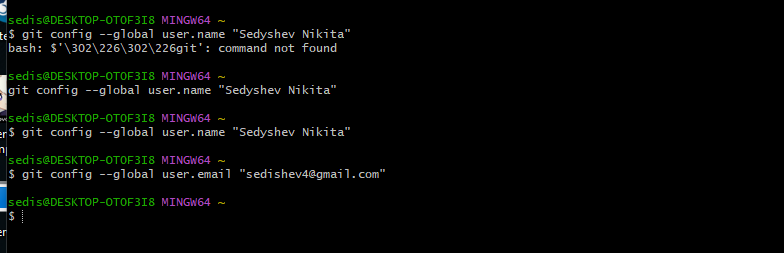 sedis@DESKTOP-OTOF3I8 MINGW64 ~
$ git config --global user.name "Sedyshev Nikita"
bash: $'\302\226\302\226git': command not found
sedis@DESKTOP-OTOF3I8 MINGW64 ~
git config --global user.name "Sedyshev Nikita"
sedis@DESKTOP-OTOF3I8 MINGW64 ~
$ git config --global user.name "Sedyshev Nikita"
sedis@DESKTOP-OTOF3I8 MINGW64 ~
$ git config --global user.email "sedishev4@gmail.com"
sedis@DESKTOP-OTOF3I8 MINGW64 ~
$